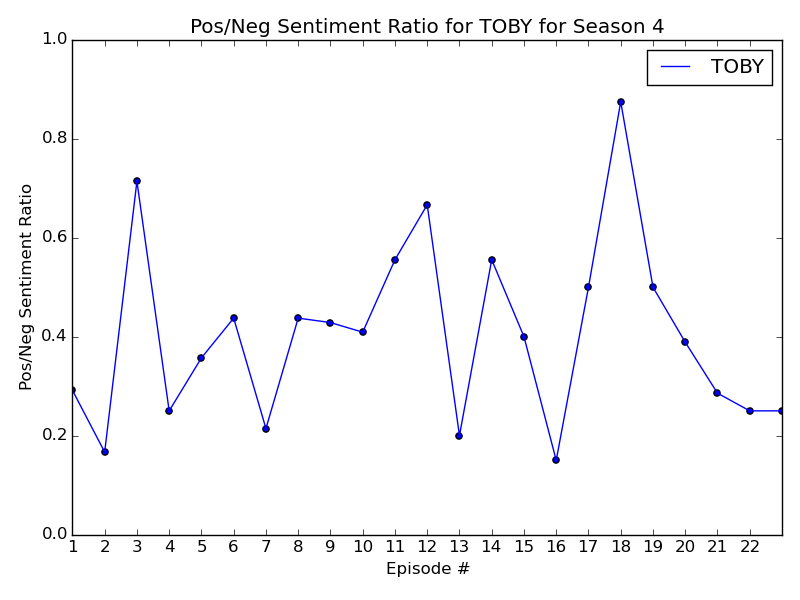 Pos/Neg Sentiment Ratio for TOBY for Season 4
TOBY
Pos/Neg Sentiment Ratio
1.0
0.8
0.6
0.4
0.2
0.0
1 2 3 4 5 6 7 8 9 10 11 12 13 14 15 16 17 18 19 20 21 22
Episode #